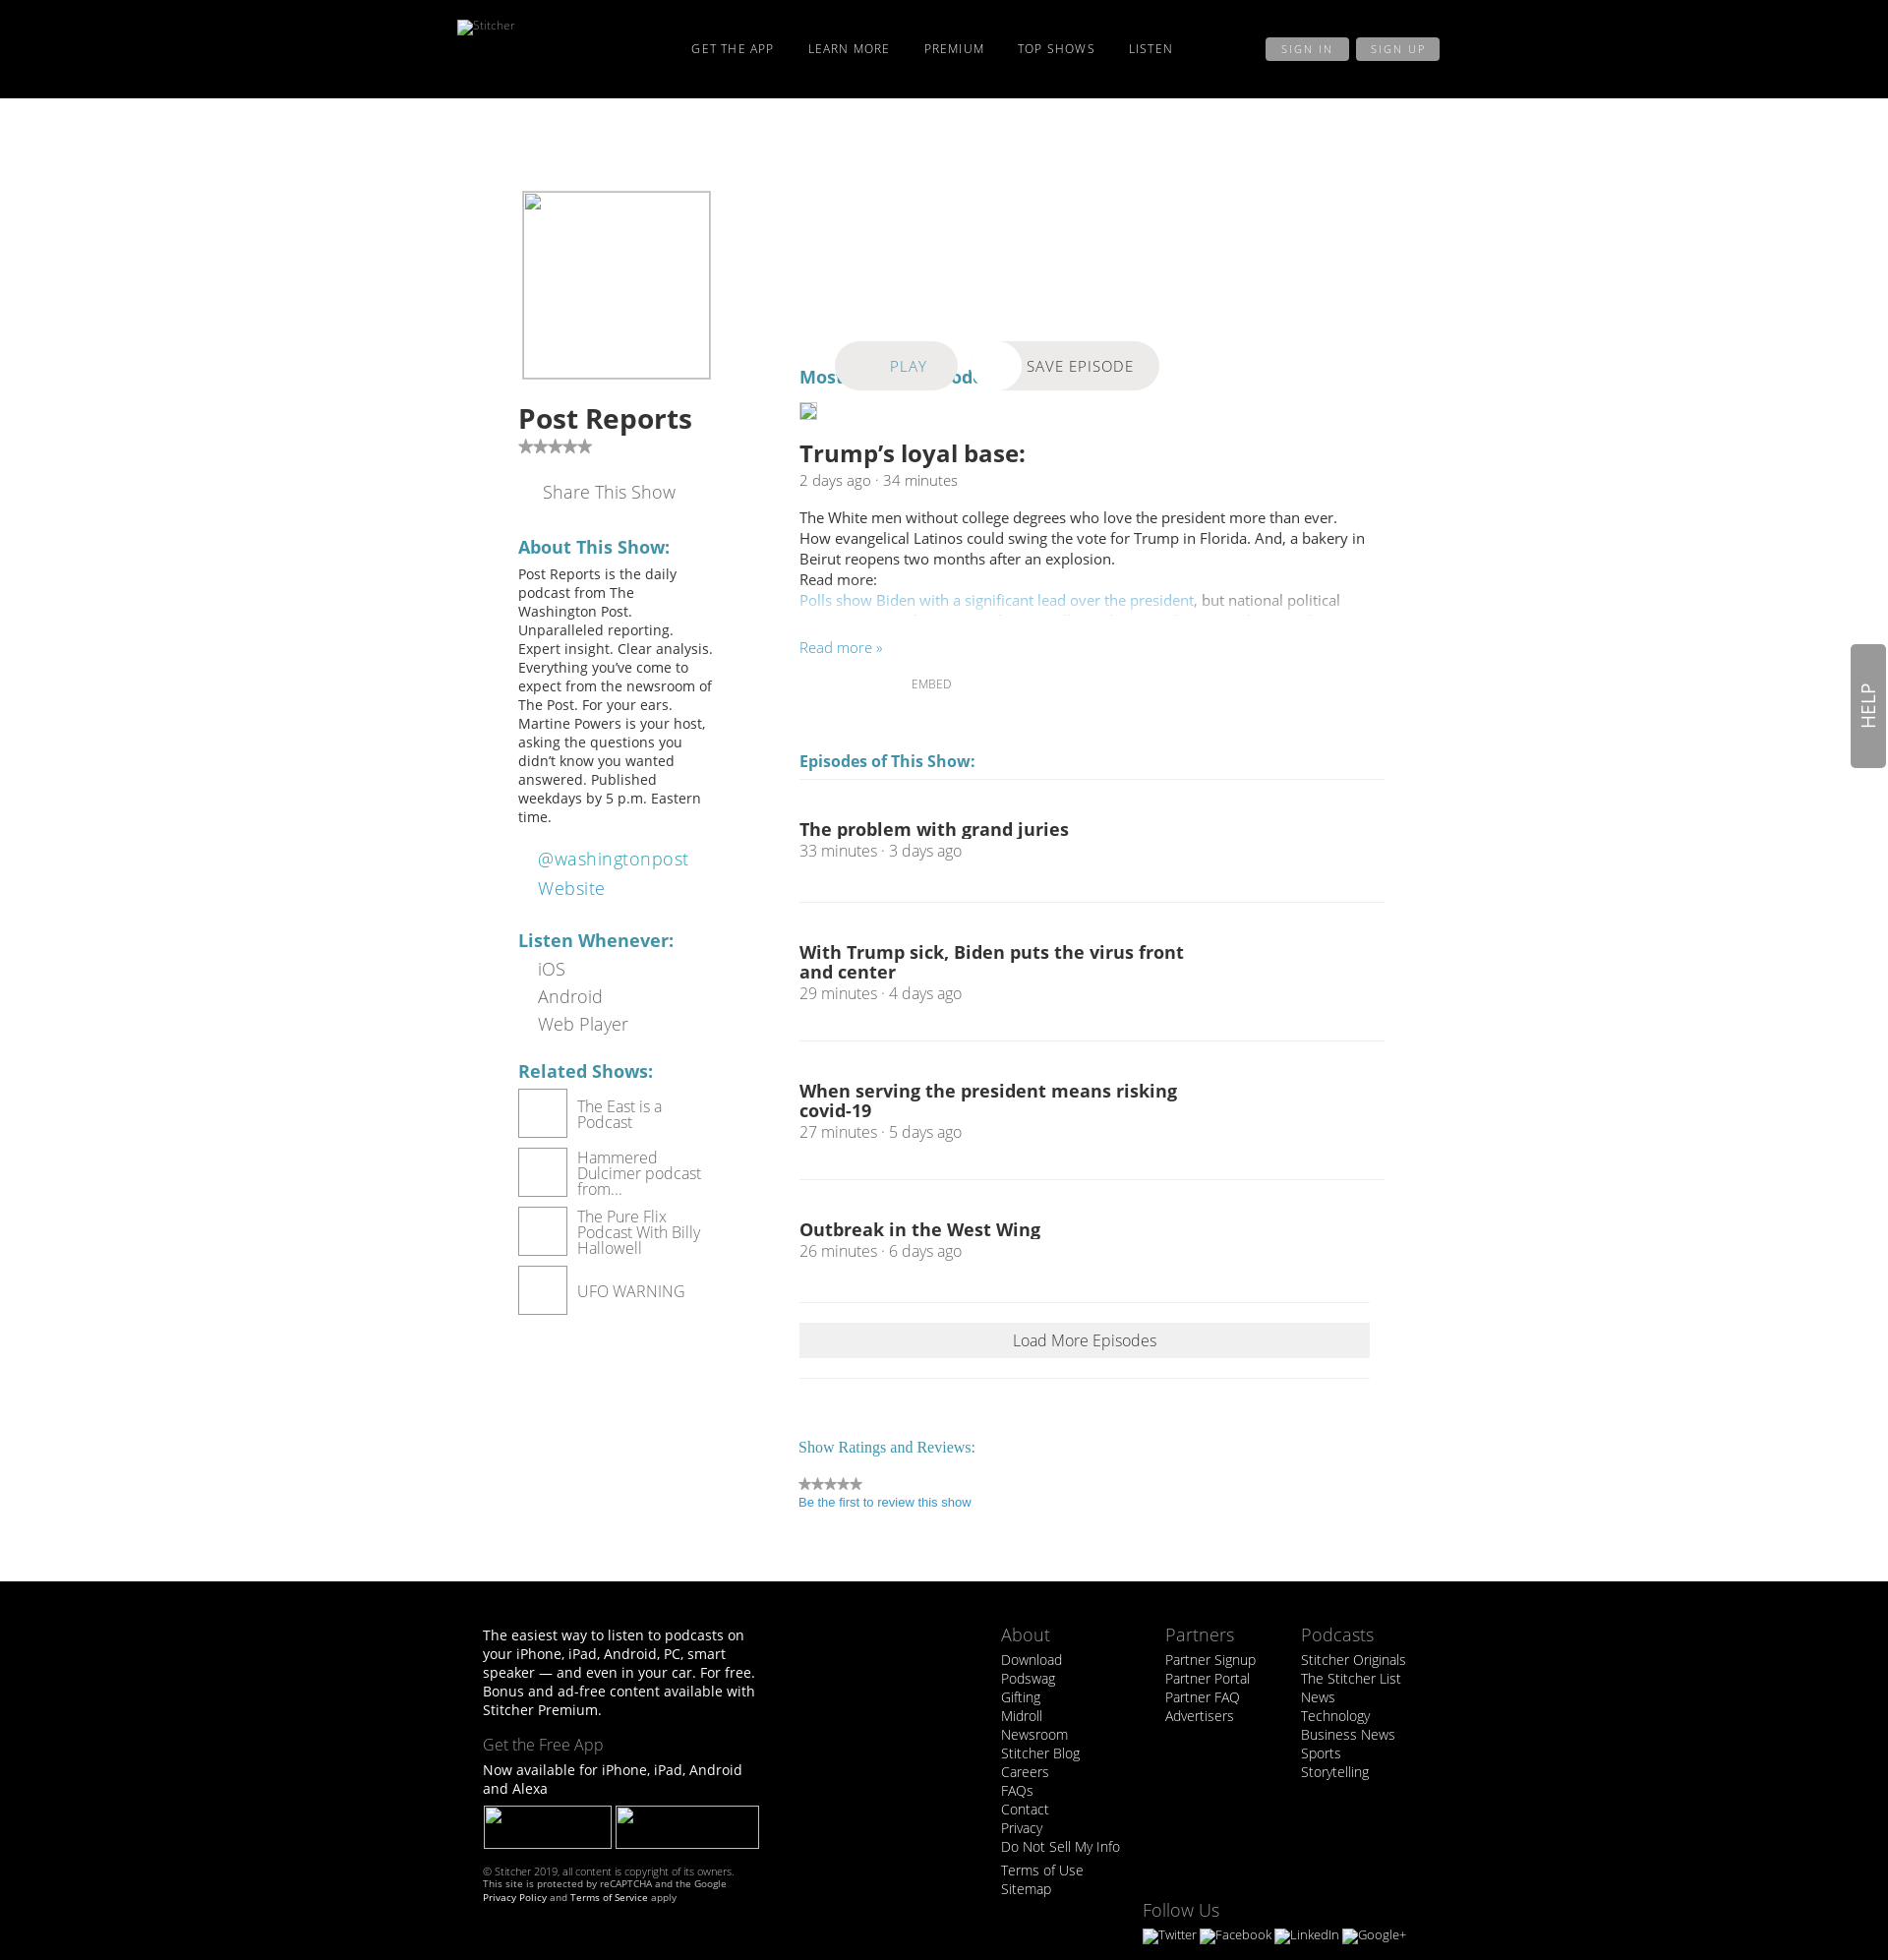 Stitcher
GET THE APP
LEARN MORE
PREMIUM
TOP SHOWS
LISTEN
SIGN IN
SIGN UP
Post Reports
Share This Show
About This Show:
Post Reports is the daily
podcast from The
Washington Post.
Unparalleled reporting.
Expert insight. Clear analysis.
Everything you’ve come to
expect from the newsroom of
The Post. For your ears.
Martine Powers is your host,
asking the questions you
didn’t know you wanted
answered. Published
weekdays by 5 p.m. Eastern
time.
@washingtonpost
Website
Listen Whenever:
iOS
Android
Web Player
Related Shows:
The East is a
Podcast
Hammered
Dulcimer podcast
from...
The Pure Flix
Podcast With Billy
Hallowell
UFO WARNING
PLAY
SAVE EPISODE
Trump’s loyal base:
2 days ago · 34 minutes
The White men without college degrees who love the president more than ever.
How evangelical Latinos could swing the vote for Trump in Florida. And, a bakery in
Beirut reopens two months after an explosion.
Read more:
Polls show Biden with a significant lead over the president, but national political
Read more »
EMBED
Episodes of This Show:
The problem with grand juries
33 minutes · 3 days ago
With Trump sick, Biden puts the virus front
and center
29 minutes · 4 days ago
When serving the president means risking
covid-19
27 minutes · 5 days ago
Outbreak in the West Wing
26 minutes · 6 days ago
Load More Episodes
Show Ratings and Reviews:
Be the first to review this show
HELP
The easiest way to listen to podcasts on
your iPhone, iPad, Android, PC, smart
speaker — and even in your car. For free.
Bonus and ad-free content available with
Stitcher Premium.
Get the Free App
Now available for iPhone, iPad, Android
and Alexa
© Stitcher 2019, all content is copyright of its owners.
This site is protected by reCAPTCHA and the Google
Privacy Policy and Terms of Service apply
About
Download
Podswag
Gifting
Midroll
Newsroom
Stitcher Blog
Careers
FAQs
Contact
Privacy
Do Not Sell My Info
Terms of Use
Sitemap
Partners
Partner Signup
Partner Portal
Partner FAQ
Advertisers
Podcasts
Stitcher Originals
The Stitcher List
News
Technology
Business News
Sports
Storytelling
Follow Us
Twitter Facebook LinkedIn Google+